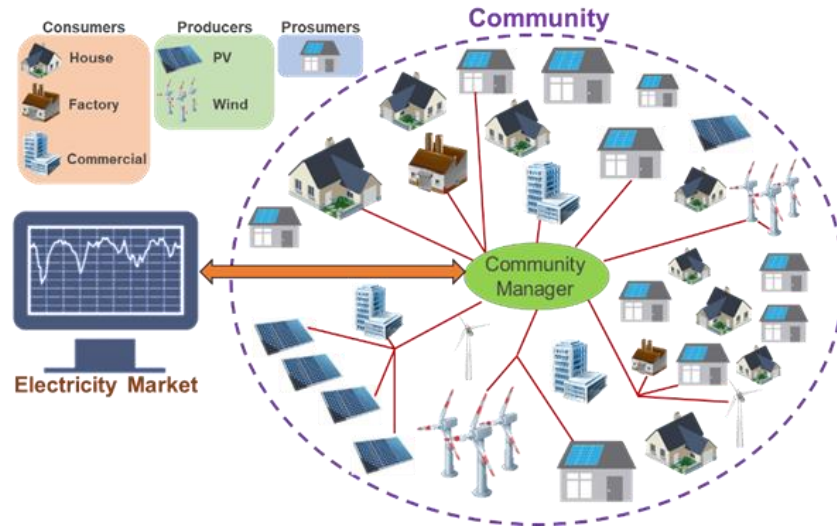 Community
Consumers
Producers
Prosumers
House
PV
Factory
Wind
Commercial
Community
Manager
Electricity Market